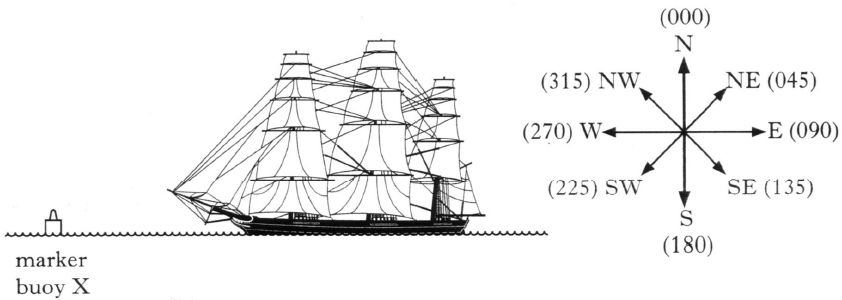 (000)
N
(315) NW
NE (045)
(270) W
E (090)
(225) SW
SE (135)
S
(180)
marker
buoy X